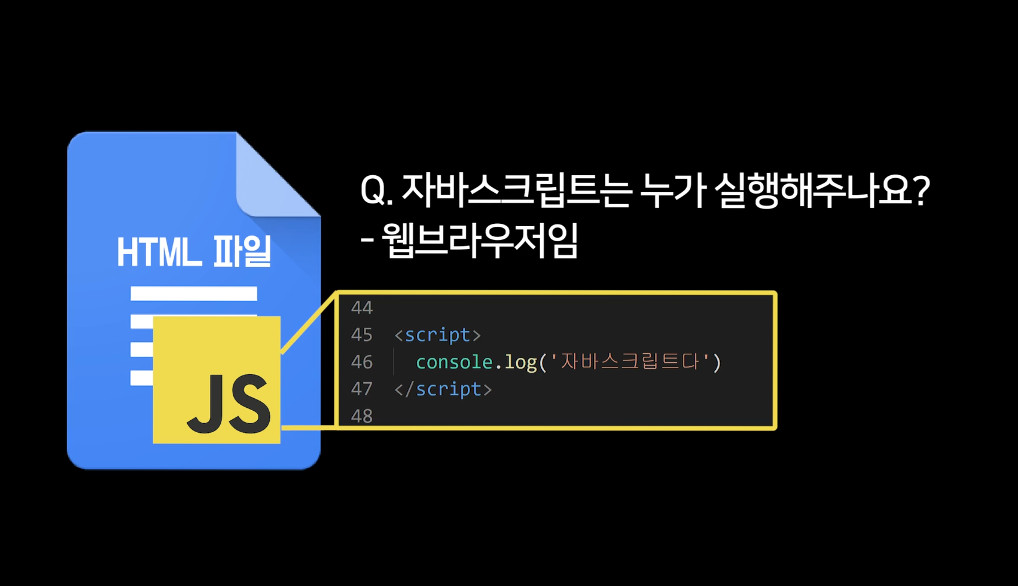 Q. 자바스크립트는 누가 실행해주나요?
- 웹브라우저임
HTML 파일
JS
44
45 <script>
46 console.log('자바스크립트다')
47 </script>
48